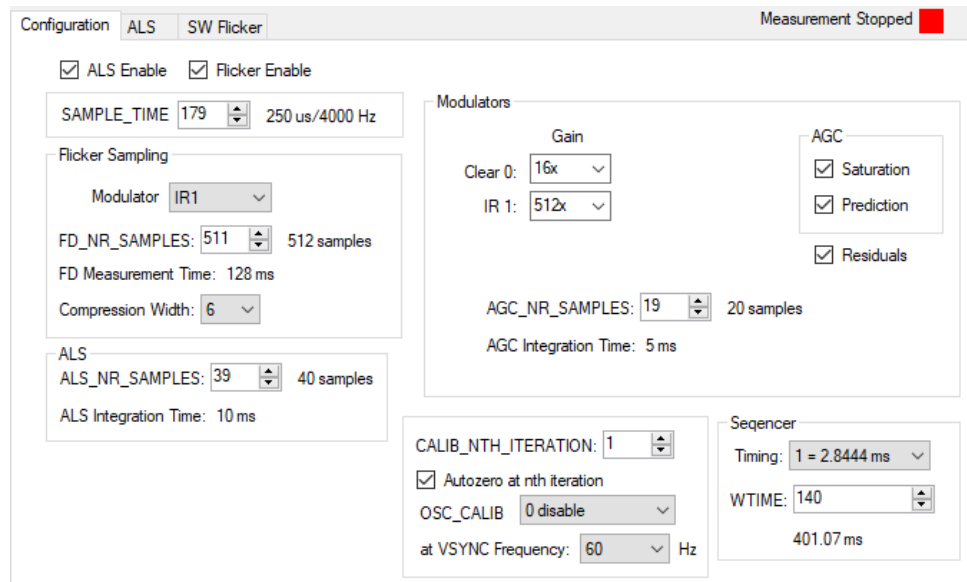 Configuration ALS SW Flicker
Measurement Stopped
ALS Enable Flicker Enable
SAMPLE_TIME 179 250 us/4000 Hz
Flicker Sampling
Modulator IR1
FD_NR_SAMPLES: 511 512 samples
FD Measurement Time: 128 ms
Compression Width: 6
ALS
ALS_NR_SAMPLES: 39 40 samples
ALS Integration Time: 10 ms
Modulators
Gain
Clear 0: 16x
IR 1: 512x
AGC
Saturation
Prediction
Residuals
AGC_NR_SAMPLES: 19 20 samples
AGC Integration Time: 5 ms
CALIB_NTH_ITERATION: 1
Autozero at nth iteration
OSC_CALIB 0 disable
at VSYNC Frequency: 60 Hz
Seqencer
Timing: 1 = 2.8444 ms
WTIME: 140
401.07 ms